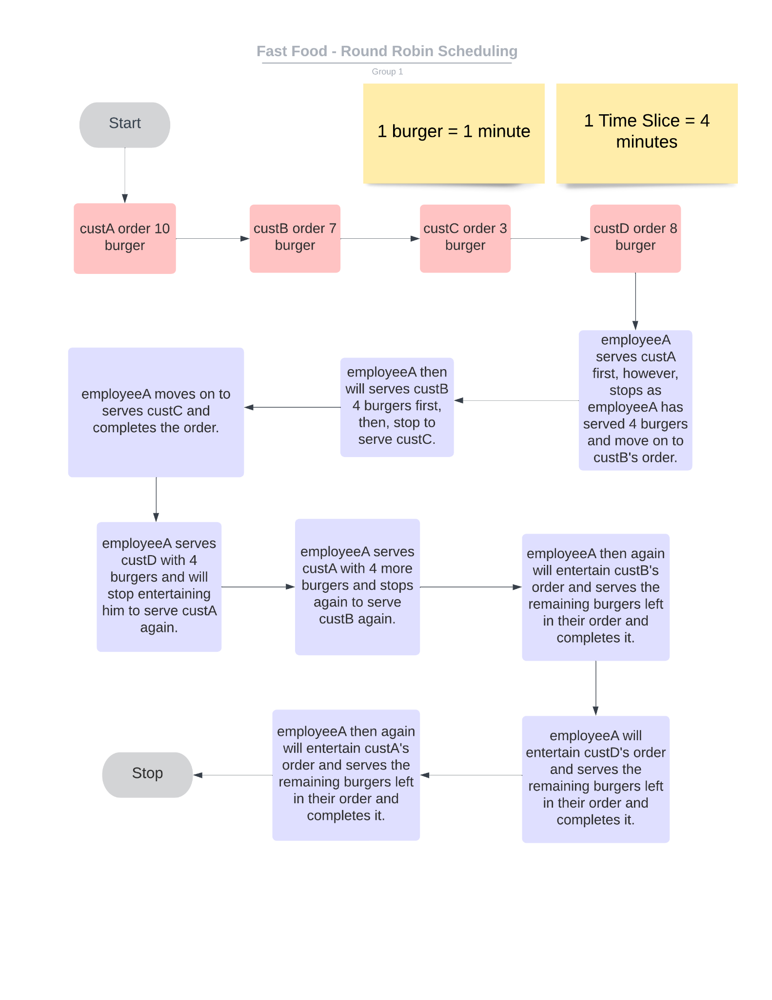 Fast Food - Round Robin Scheduling
Group 1
1 burger = 1 minute
1 Time Slice = 4
minutes
Start
custA order 10
burger
custB order 7
burger
custC order 3
burger
custD order 8
burger
employeeA
serves custA
first, however,
stops as
employeeA has
served 4 burgers
and move on to
custB's order.
employeeA then
will serves custB
4 burgers first,
then, stop to
serve custC.
employeeA moves on to
serves custC and
completes the order.
employeeA serves
custD with 4
burgers and will
stop entertaining
him to serve custA
again.
employeeA serves
custA with 4 more
burgers and stops
again to serve
custB again.
employeeA then again
will entertain custB's
order and serves the
remaining burgers left
in their order and
completes it.
employeeA will
entertain custD's order
and serves the
remaining burgers left
in their order and
completes it.
employeeA then again
will entertain custA's
order and serves the
remaining burgers left
in their order and
completes it.
Stop